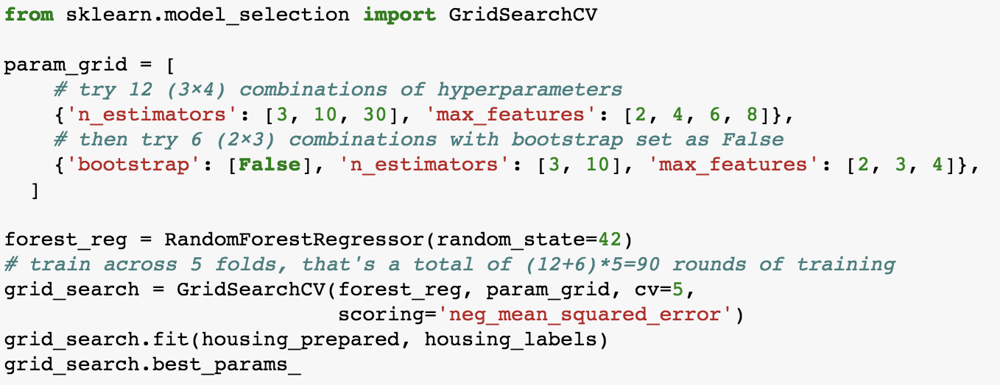 from sklearn.model_selection import GridSearchCV

param_grid = [
    # try 12 (3×4) combinations of hyperparameters
    {'n_estimators': [3, 10, 30], 'max_features': [2, 4, 6, 8]},
    # then try 6 (2×3) combinations with bootstrap set as False
    {'bootstrap': [False], 'n_estimators': [3, 10], 'max_features': [2, 3, 4]},
  ]

forest_reg = RandomForestRegressor(random_state=42)
# train across 5 folds, that's a total of (12+6)*5=90 rounds of training
grid_search = GridSearchCV(forest_reg, param_grid, cv=5,
                           scoring='neg_mean_squared_error')
grid_search.fit(housing_prepared, housing_labels)
grid_search.best_params_